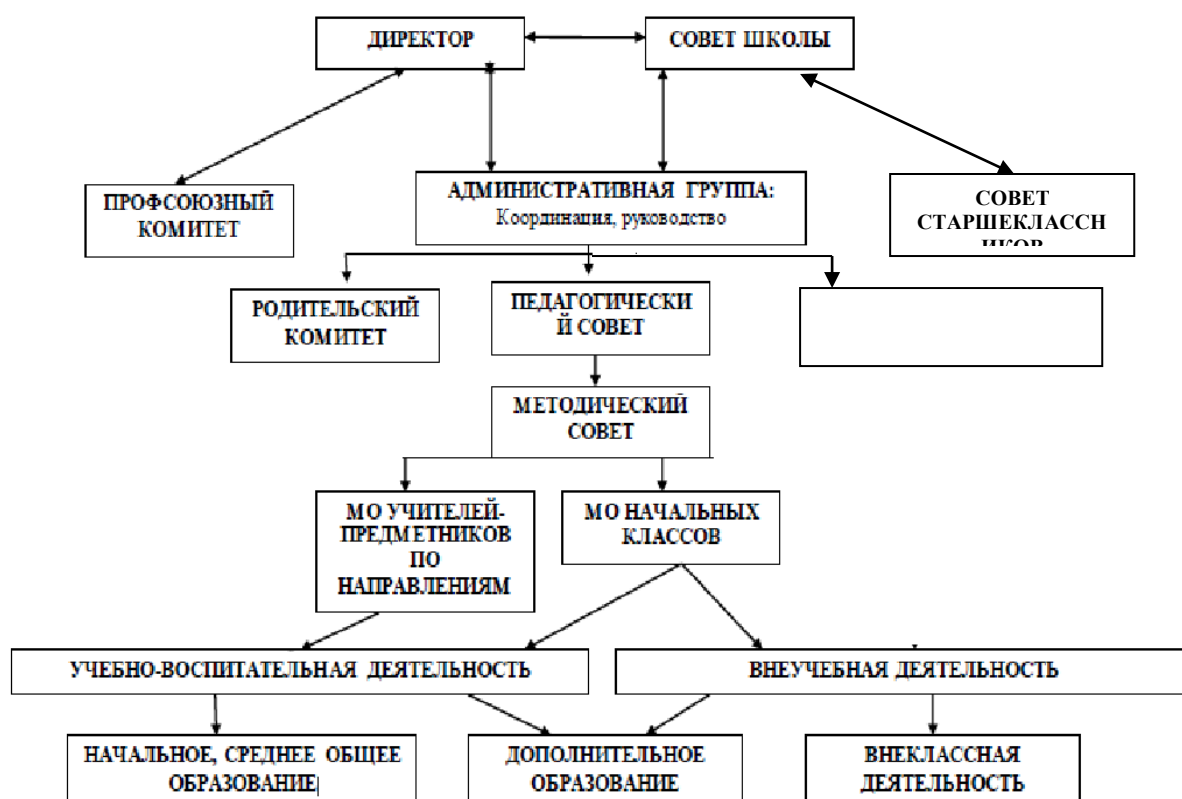 ДИРЕКТОР
СОВЕТ ШКОЛЫ
ПРОФСОЮЗНЫЙ
КОМИТЕТ
АДМИНИСТРАТИВНАЯ ГРУППА:
Координация, руководство
СОВЕТ
СТАРШЕКЛАССН
ИКОВ
РОДИТЕЛЬСКИЙ
КОМИТЕТ
ПЕДАГОГИЧЕСКИ
Й СОВЕТ
МЕТОДИЧЕСКИЙ
СОВЕТ
МО УЧИТЕЛЕЙ-
ПРЕДМЕТНИКОВ
ПО
НАПРАВЛЕНИЯМ
МО НАЧАЛЬНЫХ
КЛАССОВ
УЧЕБНО-ВОСПИТАТЕЛЬНАЯ ДЕЯТЕЛЬНОСТЬ
ВНЕУЧЕБНАЯ ДЕЯТЕЛЬНОСТЬ
НАЧАЛЬНОЕ, СРЕДНЕЕ ОБЩЕЕ
ОБРАЗОВАНИЕ
ДОПОЛНИТЕЛЬНОЕ
ОБРАЗОВАНИЕ
ВНЕКЛАССНАЯ
ДЕЯТЕЛЬНОСТЬ